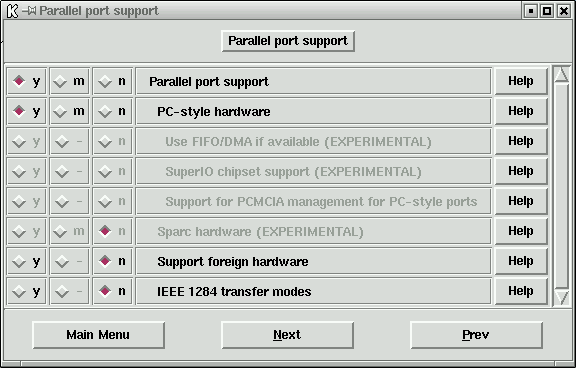 Parallel port support
Parallel port support
y m n Parallel port support Help
y m n PC-style hardware Help
y - n Use FIFO/DMA if available (EXPERIMENTAL) Help
y - n SuperIO chipset support (EXPERIMENTAL) Help
y - n Support for PCMCIA management for PC-style ports Help
y m n Sparc hardware (EXPERIMENTAL) Help
y - n Support foreign hardware Help
y - n IEEE 1284 transfer modes Help
Main Menu Next Prev